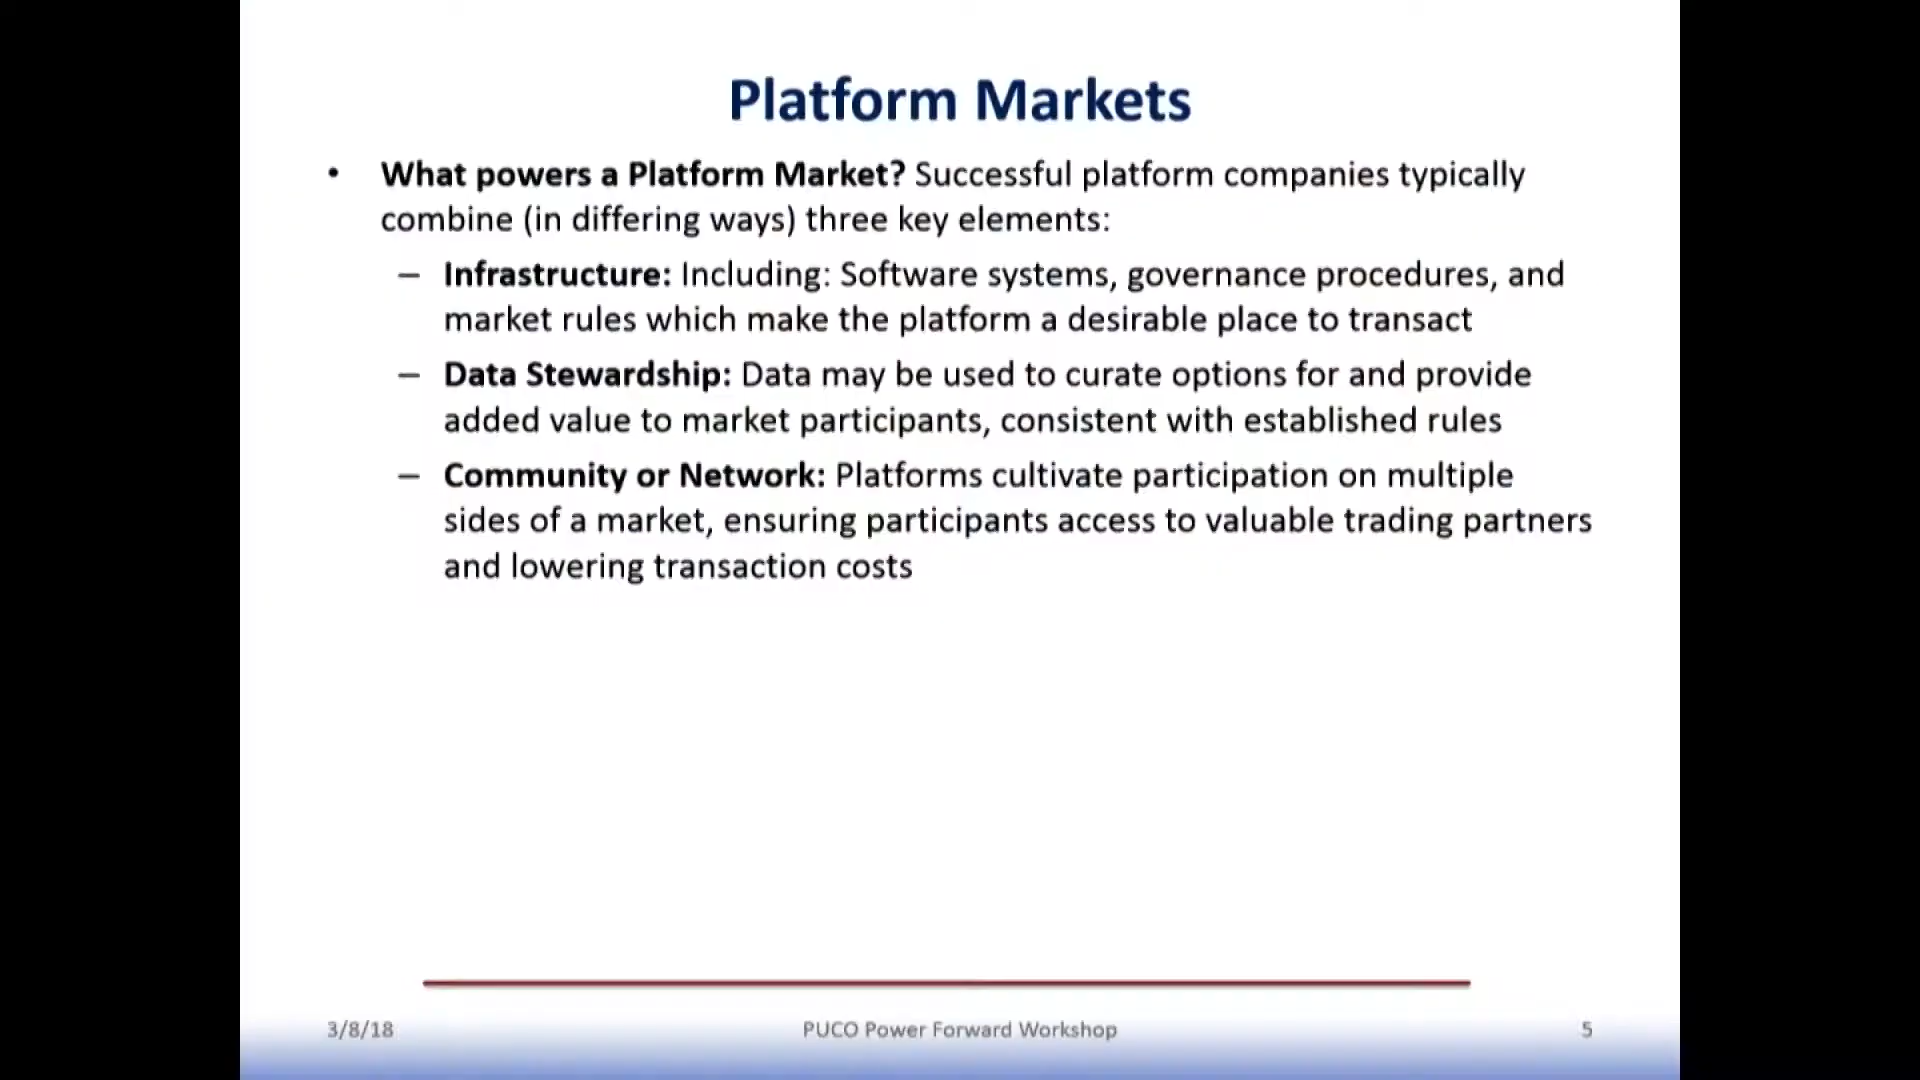 Platform Markets
• What powers a Platform Market? Successful platform companies typically
combine (in differing ways) three key elements:
– Infrastructure: Including: Software systems, governance procedures, and
market rules which make the platform a desirable place to transact
– Data Stewardship: Data may be used to curate options for and provide
added value to market participants, consistent with established rules
– Community or Network: Platforms cultivate participation on multiple
sides of a market, ensuring participants access to valuable trading partners
and lowering transaction costs
3/8/18 PUCO Power Forward Workshop 5